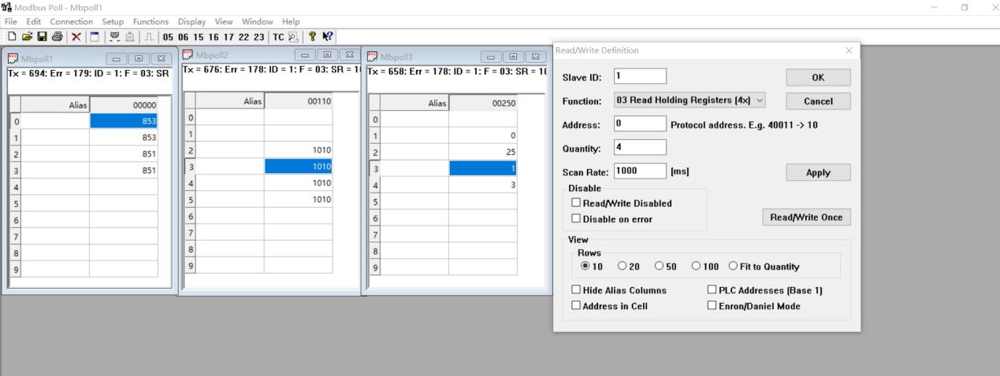 Modbus Poll - Mbpoll1
File Edit Connection Setup Functions Display View Window Help
05 06 15 16 17 22 23 TC
Mbpoll1
Tx = 694: Err = 179: ID = 1: F = 03: SR
Alias 00000
0 853
1 853
2 851
3 851
4
5
6
7
8
9
Mbpoll2
Tx = 676: Err = 178: ID = 1: F = 03: SR = 1
Alias 00110
0
1
2 1010
3 1010
4 1010
5 1010
6
7
8
9
Mbpoll3
Tx = 658: Err = 178: ID = 1: F = 03: SR = 1
Alias 00250
0
1 0
2 25
3 1
4 3
5
6
7
8
9
Read/Write Definition
Slave ID: 1 OK
Function: 03 Read Holding Registers (4x) Cancel
Address: 0 Protocol address. E.g. 40011 -> 10
Quantity: 4
Scan Rate: 1000 [ms] Apply
Disable
Read/Write Disabled
Disable on error
Read/Write Once
View
Rows
10 20 50 100 Fit to Quantity
Hide Alias Columns PLC Addresses (Base 1)
Address in Cell Enron/Daniel Mode